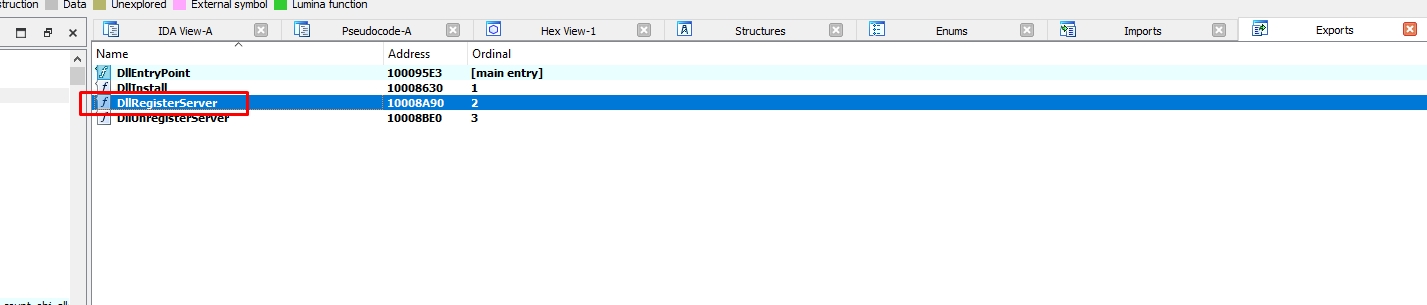 struction Data Unexplored External symbol Lumina function
IDA View-A Pseudocode-A Hex View-1 Structures Enums Imports Exports
Name Address Ordinal
DllEntryPoint 100095E3 [main entry]
DllInstall 10008630 1
DllRegisterServer 10008A90 2
DllUnregisterServer 10008BE0 3